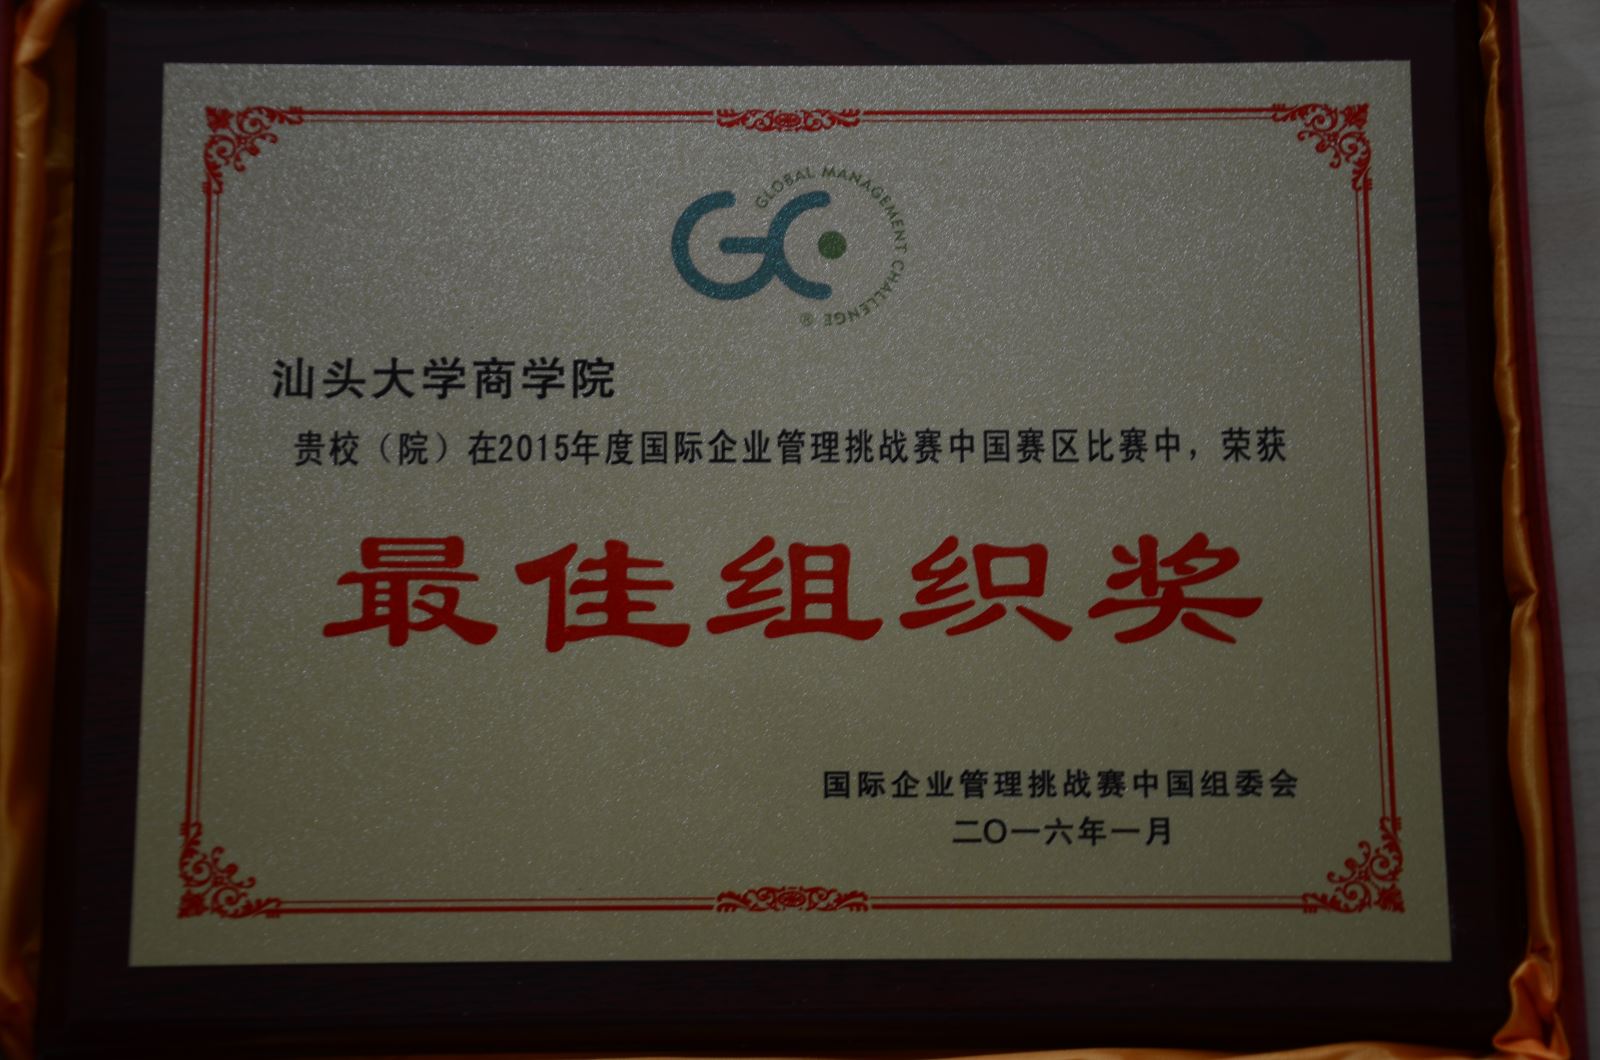 GLOBAL MANAGEMENT CHALLENGE ®
汕头大学商学院
贵校（院）在2015年度国际企业管理挑战赛中国赛区比赛中，荣获
最佳组织奖
国际企业管理挑战赛中国组委会
二〇一六年一月